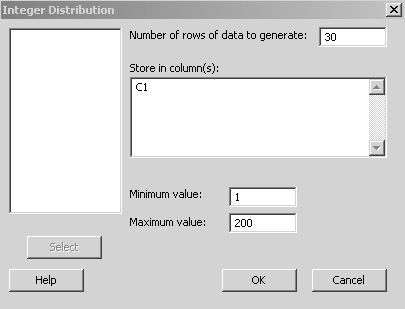 Integer Distribution
Number of rows of data to generate: 30
Store in column(s):
C1
Minimum value: 1
Maximum value: 200
Select
Help OK Cancel